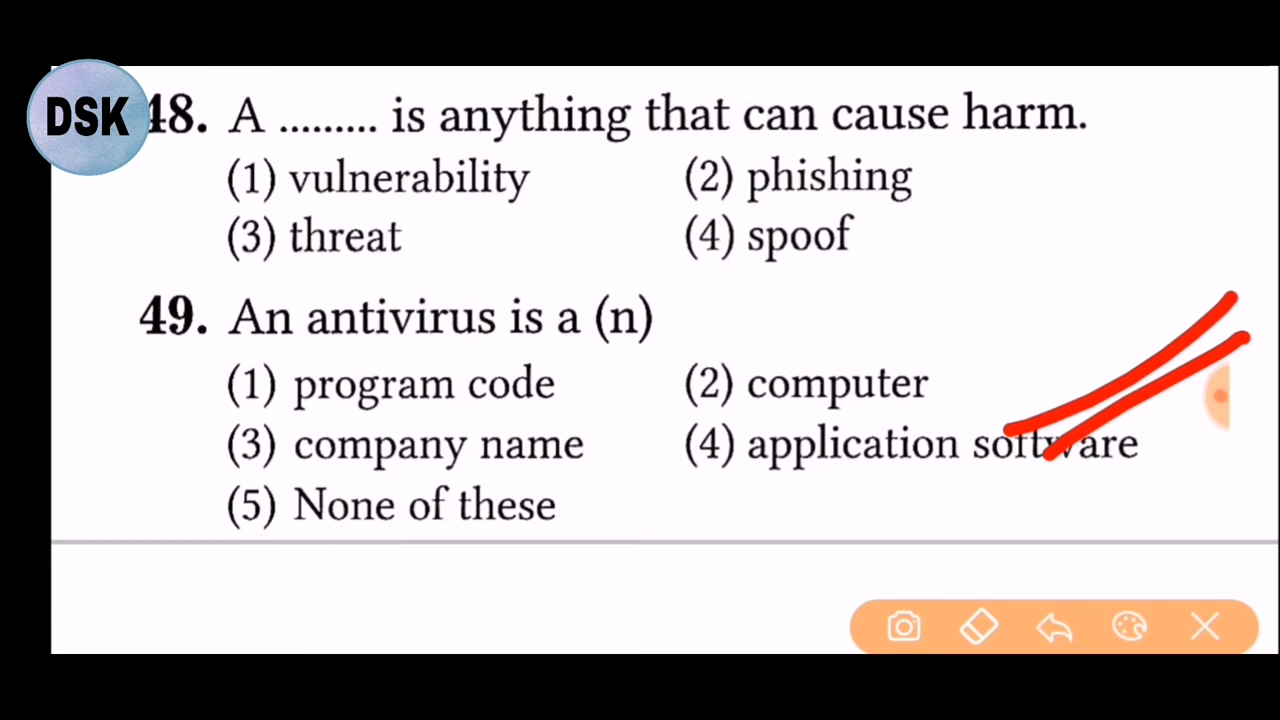 DSK
48. A ......... is anything that can cause harm.
(1) vulnerability (2) phishing
(3) threat (4) spoof
49. An antivirus is a (n)
(1) program code (2) computer
(3) company name (4) application software
(5) None of these